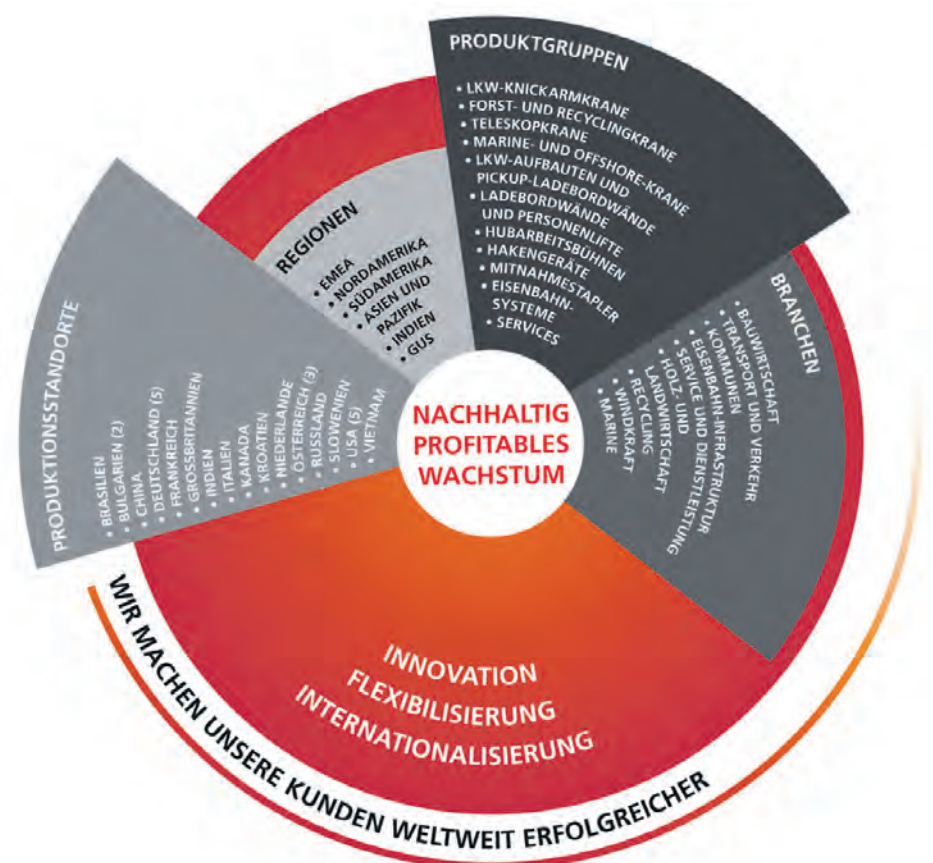 PRODUKTGRUPPEN
• LKW-KNICKARMKRANE
• FORST- UND RECYCLINGKRANE
• TELESKOPKRANE
• MARINE- UND OFFSHORE-KRANE
• LKW-AUFBAUTEN UND
PICKUP-LADEBORDWÄNDE
• LADEBORDWÄNDE
UND PERSONENLIFTE
• HUBARBEITSBÜHNEN
• HAKENGERÄTE
• MITNAHMESTAPLER
• EISENBAHN-
SYSTEME
• SERVICES
REGIONEN
• EMEA
• NORDAMERIKA
• SÜDAMERIKA
• ASIEN UND
PAZIFIK
• INDIEN
• GUS
PRODUKTIONSSTANDORTE
• BRASILIEN
• BULGARIEN (2)
• CHINA
• DEUTSCHLAND (5)
• FRANKREICH
• GROSSBRITANNIEN
• INDIEN
• ITALIEN
• KANADA
• KROATIEN
• NIEDERLANDE
• ÖSTERREICH (3)
• RUSSLAND
• SLOWENIEN
• USA (5)
• VIETNAM
BRANCHEN
• BAUWIRTSCHAFT
• TRANSPORT UND VERKEHR
• KOMMUNEN
• EISENBAHN-INFRASTRUKTUR
• SERVICE UND DIENSTLEISTUNG
• HOLZ- UND
LANDWIRTSCHAFT
• RECYCLING
• WINDKRAFT
• MARINE
NACHHALTIG
PROFITABLES
WACHSTUM
INNOVATION
FLEXIBILISIERUNG
INTERNATIONALISIERUNG
WIR MACHEN UNSERE KUNDEN WELTWEIT ERFOLGREICHER